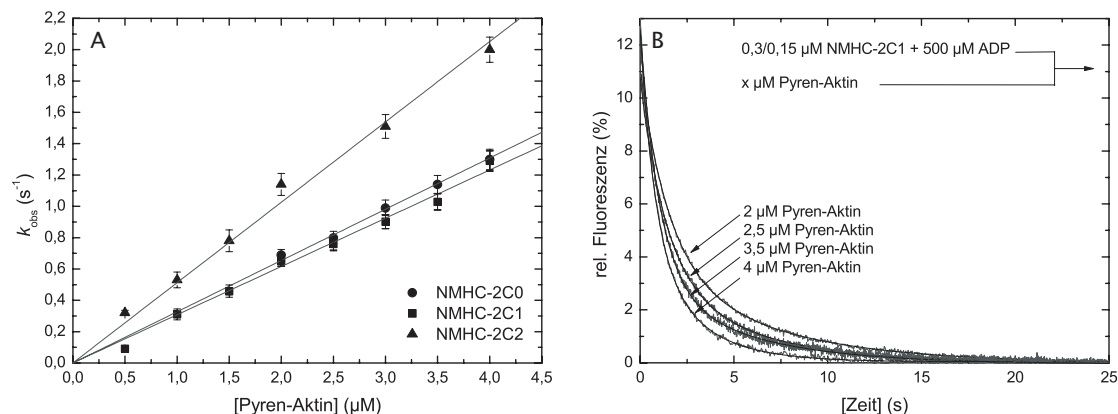 A
2,2
2,0
1,8
1,6
1,4
1,2
1,0
0,8
0,6
0,4
0,2
0,0
k obs (s-1)
NMHC-2C0
NMHC-2C1
NMHC-2C2
0,0 0,5 1,0 1,5 2,0 2,5 3,0 3,5 4,0 4,5
[Pyren-Aktin] (µM)
B
12
10
8
6
4
2
0
rel. Fluoreszenz (%)
0,3/0,15 µM NMHC-2C1 + 500 µM ADP
x µM Pyren-Aktin
2 µM Pyren-Aktin
2,5 µM Pyren-Aktin
3,5 µM Pyren-Aktin
4 µM Pyren-Aktin
0 5 10 15 20 25
[Zeit] (s)